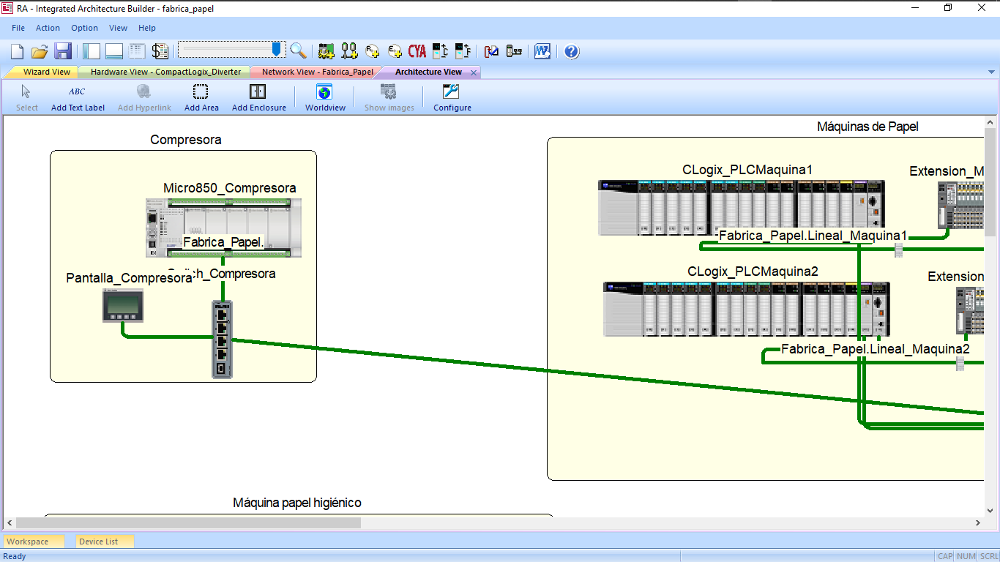 RA - Integrated Architecture Builder - fabrica_papel
File Action Option View Help
CYA
Wizard View Hardware View - CompactLogix_Diverter Network View - Fabrica_Papel Architecture View
ABC
Select Add Text Label Add Hyperlink Add Area Add Enclosure Worldview Show images Configure
Máquinas de Papel
Compresora
CLogix_PLCMaquina1
Extension_M
Micro850_Compresora
Fabrica_Papel.Lineal_Maquina1
Fabrica_Papel.
CLogix_PLCMaquina2
Extension
Pantalla_Compresora
ch_Compresora
Fabrica_Papel.Lineal_Maquina2
Máquina papel higiénico
Workspace Device List
Ready CAP NUM SCRL